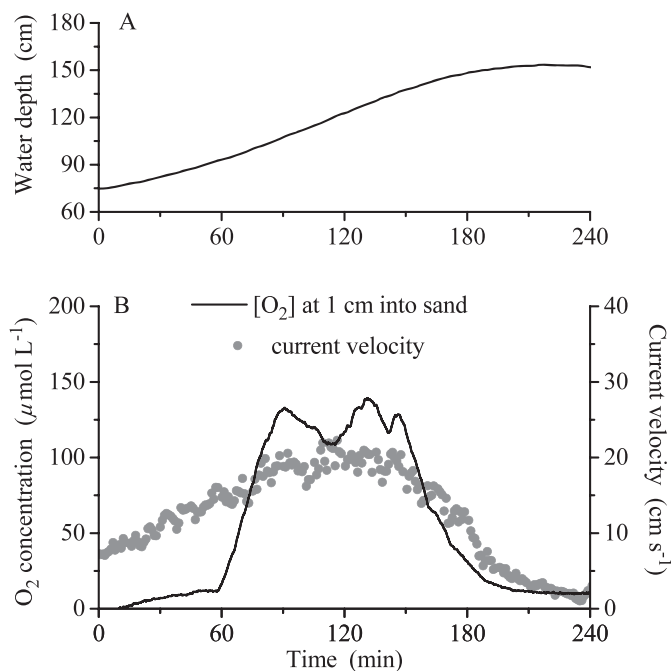 A
Water depth (cm)
180
150
120
90
60
0 60 120 180 240
B
[O₂] at 1 cm into sand
current velocity
O₂ concentration (μmol L⁻¹)
200
150
100
50
0
Current velocity (cm s⁻¹)
40
30
20
10
0
0 60 120 180 240
Time (min)